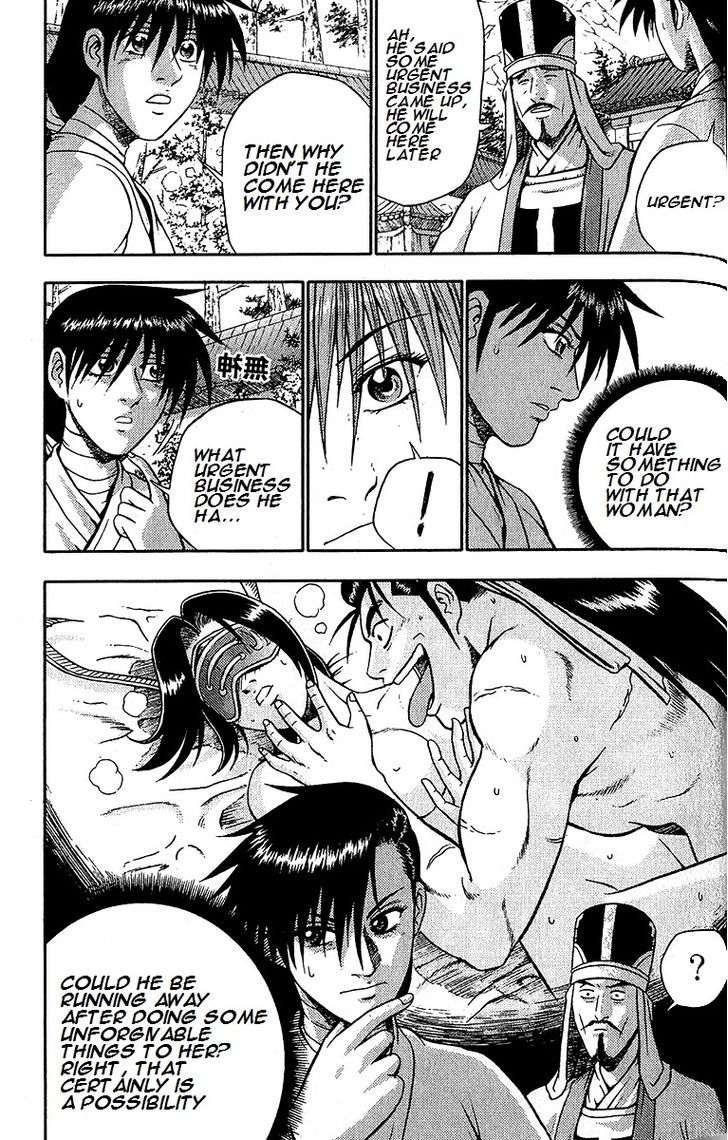 THEN WHY
DIDN'T HE
COME HERE
WITH YOU?
AH,
HE SAID
SOME
URGENT
BUSINESS
CAME UP,
HE WILL
COME
HERE
LATER
URGENT?
WHAT
URGENT
BUSINESS
DOES HE
HA...
!
COULD
IT HAVE
SOMETHING
TO DO
WITH THAT
WOMAN?
COULD HE BE
RUNNING AWAY
AFTER DOING SOME
UNFORGIVABLE
THINGS TO HER?
RIGHT, THAT
CERTAINLY IS
A POSSIBILITY
?